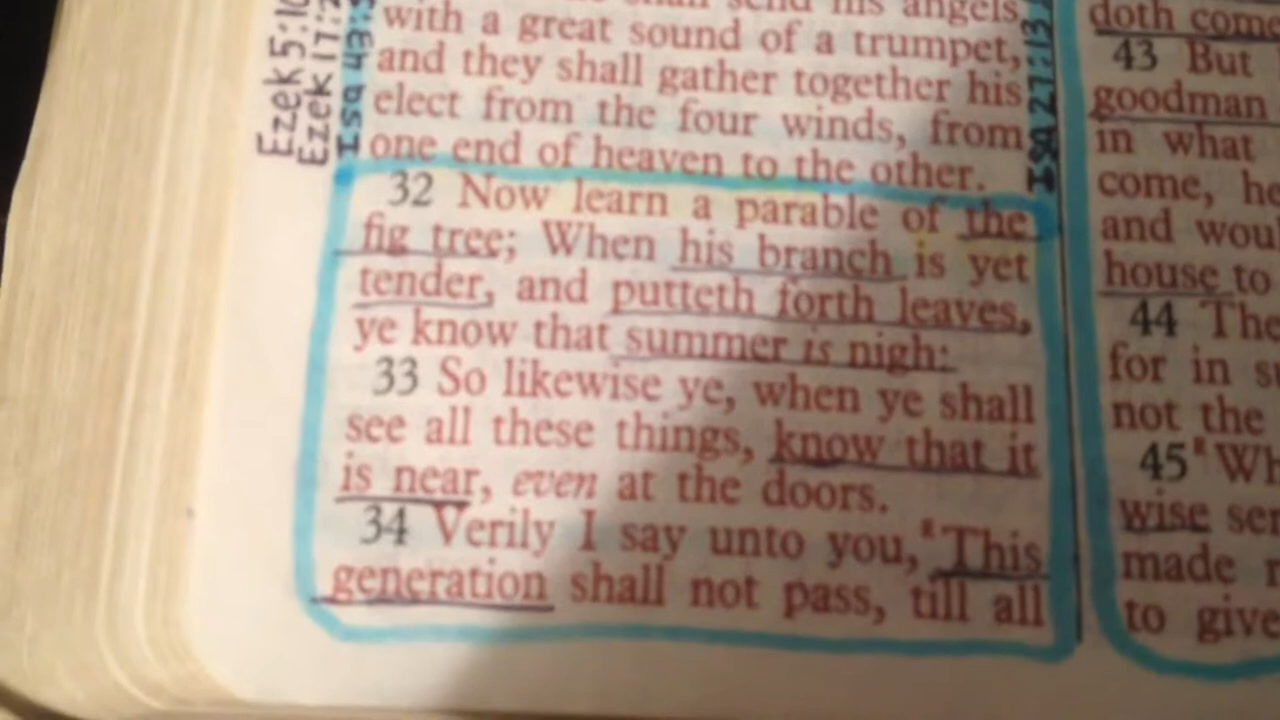 shall send his angels
with a great sound of a trumpet,
and they shall gather together his
elect from the four winds, from
one end of heaven to the other.
32 Now learn a parable of the
fig tree; When his branch is yet
tender, and putteth forth leaves,
ye know that summer is nigh:
33 So likewise ye, when ye shall
see all these things, know that it
is near, even at the doors.
34 Verily I say unto you, This
generation shall not pass, till all
Ezek 5:10
Ezek 17:
Isa 43:
Isa 27:13
doth come
43 But
goodman
in what
come, he
and woul
house to
44 The
for in su
not the
45 Wh
wise ser
made
to give